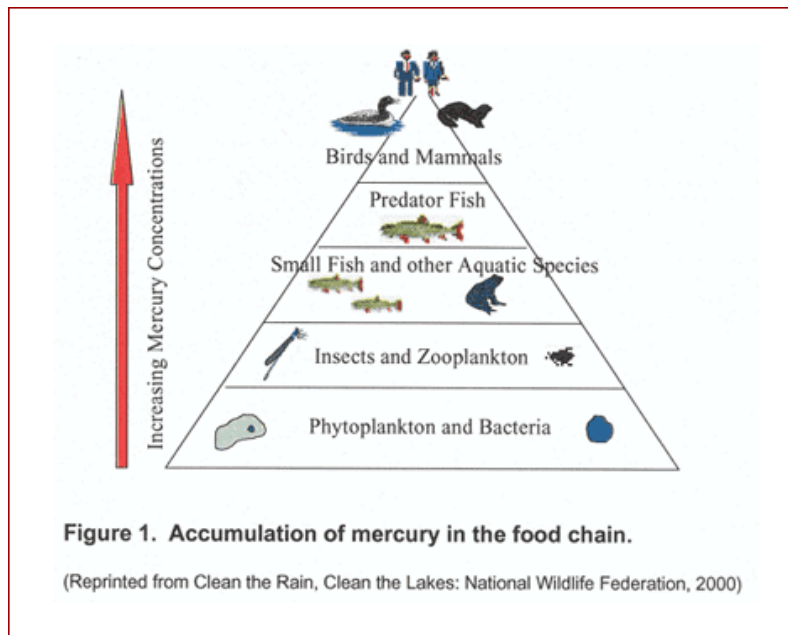 Birds and Mammals
Predator Fish
Small Fish and other Aquatic Species
Insects and Zooplankton
Phytoplankton and Bacteria
Increasing Mercury Concentrations
Figure 1. Accumulation of mercury in the food chain.
(Reprinted from Clean the Rain, Clean the Lakes: National Wildlife Federation, 2000)